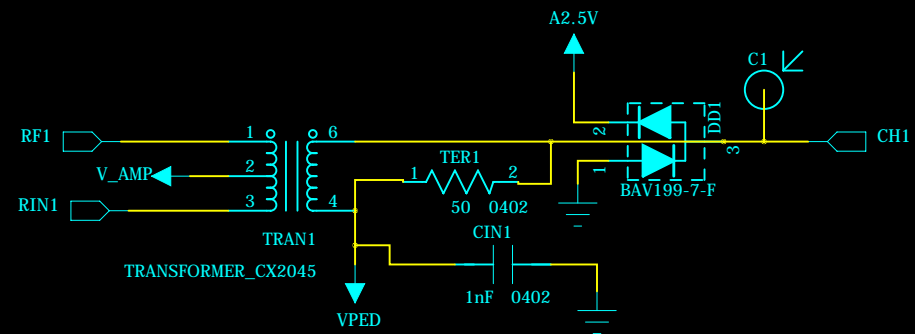 A2.5V
C1
RF1
1
6
2
DD1
3
CH1
TER1
V_AMP
2
1
2
1
BAV199-7-F
RIN1
3
4
50 0402
TRAN1
CIN1
TRANSFORMER_CX2045
1nF 0402
VPED